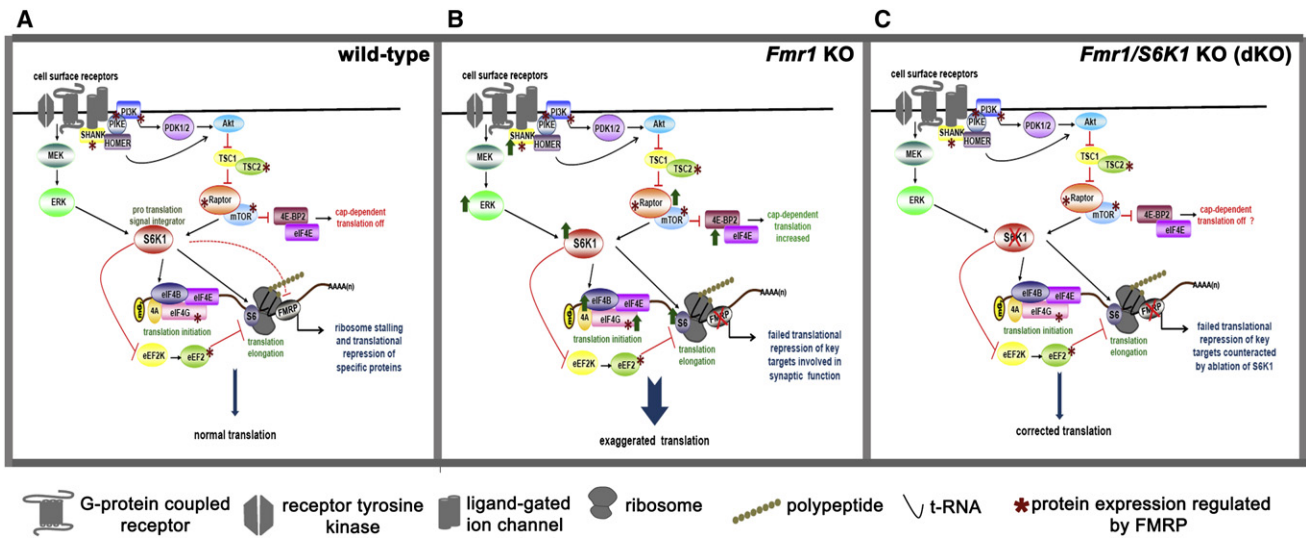 A
wild-type
cell surface receptors
PI3K
PIKE
SHANK
HOMER
PDK1/2
Akt
MEK
TSC1
TSC2
ERK
Raptor
mTOR
4E-BP2
eIF4E
cap-dependent
translation off
pro translation
signal integrator
S6K1
eIF4B
eIF4E
mG
4A
eIF4G
S6
FMRP
AAAA(n)
translation initiation
translation
elongation
eEF2K
eEF2
ribosome stalling
and translational
repression of
specific proteins
normal translation
B
Fmr1 KO
cell surface receptors
PI3K
PIKE
SHANK
HOMER
PDK1/2
Akt
MEK
TSC1
TSC2
ERK
Raptor
mTOR
4E-BP2
eIF4E
cap-dependent
translation
increased
S6K1
eIF4B
eIF4E
mG
4A
eIF4G
S6
FMRP
AAAA(n)
translation initiation
translation
elongation
eEF2K
eEF2
failed translational
repression of key
targets involved in
synaptic function
exaggerated translation
C
Fmr1/S6K1 KO (dKO)
cell surface receptors
PI3K
PIKE
SHANK
HOMER
PDK1/2
Akt
MEK
TSC1
TSC2
ERK
Raptor
mTOR
4E-BP2
eIF4E
cap-dependent
translation off ?
S6K1
eIF4B
eIF4E
mG
4A
eIF4G
S6
FMRP
AAAA(n)
translation initiation
translation
elongation
eEF2K
eEF2
failed translational
repression of key
targets counteracted
by ablation of S6K1
corrected translation
G-protein coupled
receptor
receptor tyrosine
kinase
ligand-gated
ion channel
ribosome
polypeptide
t-RNA
* protein expression regulated
by FMRP